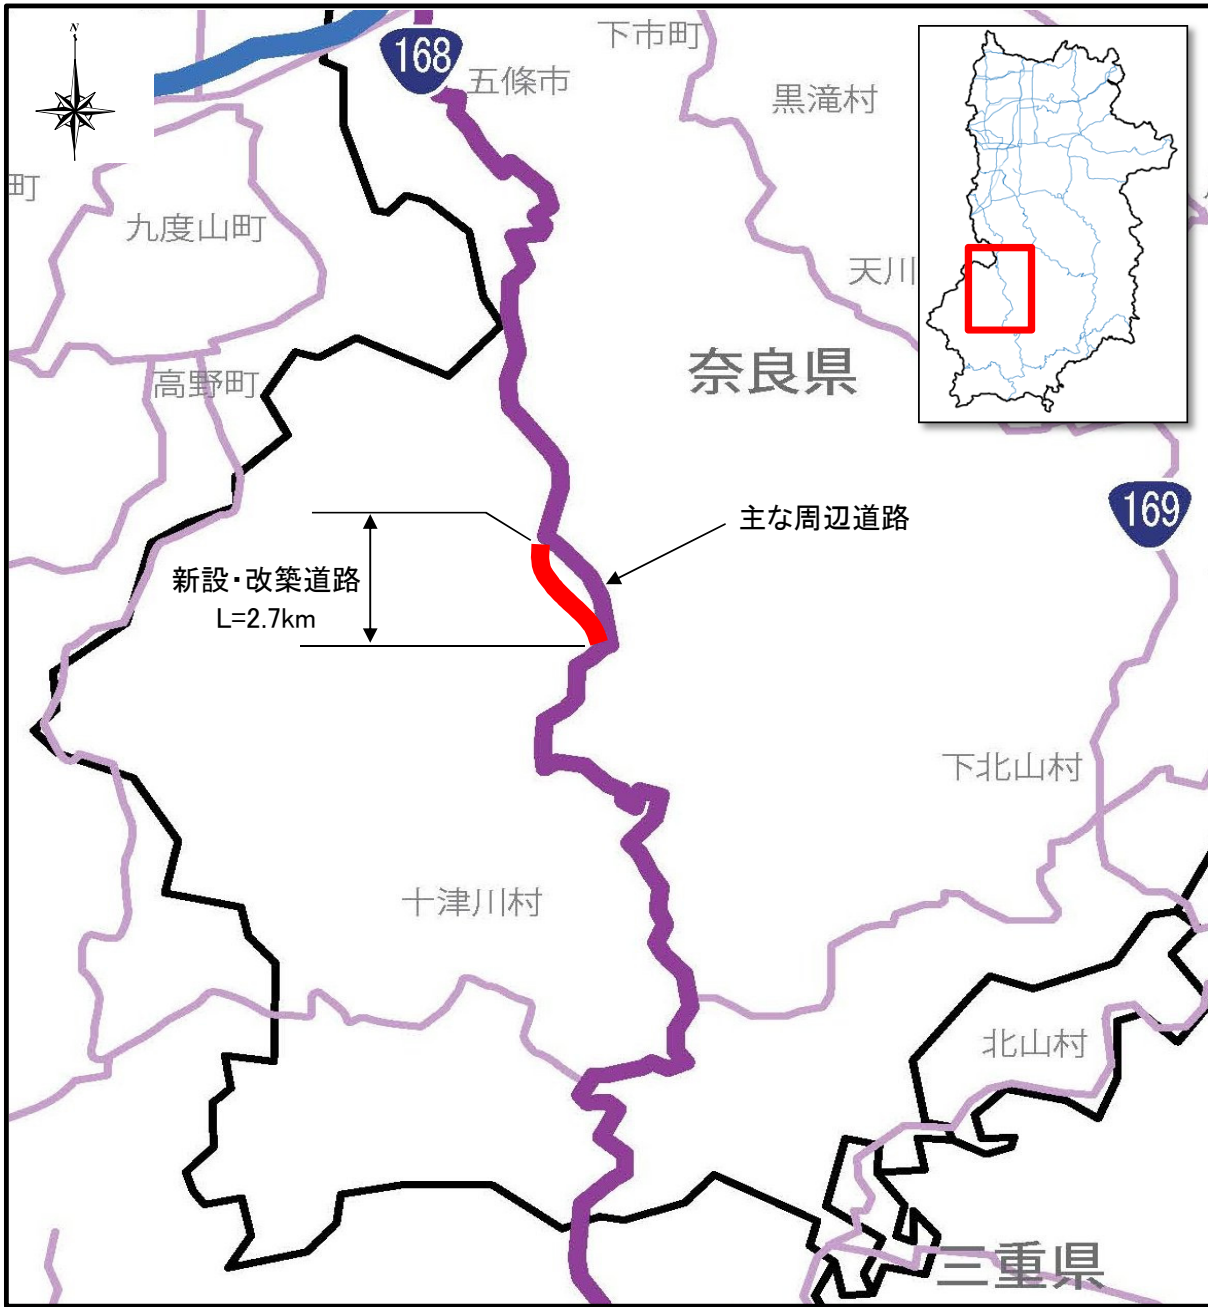 N
168
下市町
五條市
黒滝村
町
九度山町
天川
奈良県
高野町
169
主な周辺道路
新設・改築道路
L=2.7km
下北山村
十津川村
北山村
三重県